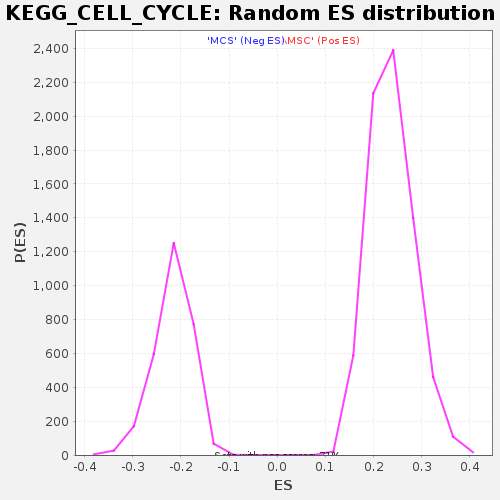 KEGG_CELL_CYCLE: Random ES distribution
'MCS' (Neg ES)
MSC' (Pos ES)
2,400
2,200
2,000
1,800
1,600
1,400
1,200
1,000
800
600
400
200
0
P(ES)
-0.4 -0.3 -0.2 -0.1 0.0 0.1 0.2 0.3 0.4
ES